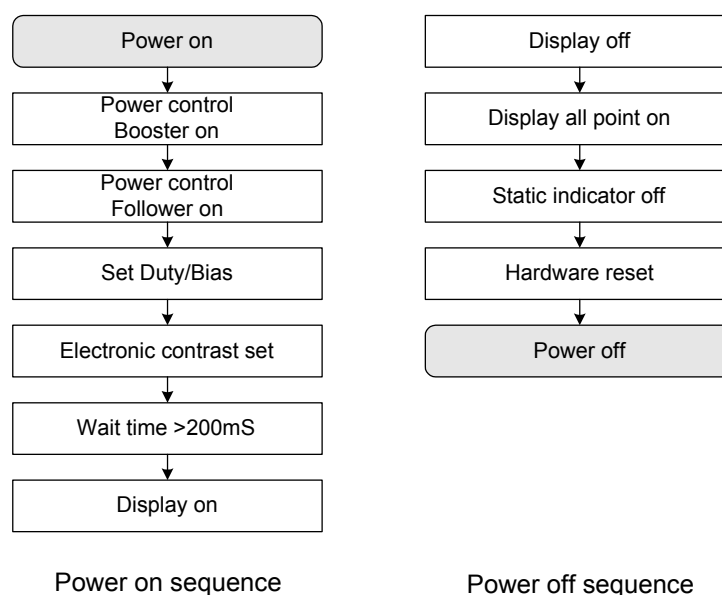 Power on
Power control
Booster on
Power control
Follower on
Set Duty/Bias
Electronic contrast set
Wait time >200mS
Display on
Power on sequence
Display off
Display all point on
Static indicator off
Hardware reset
Power off
Power off sequence